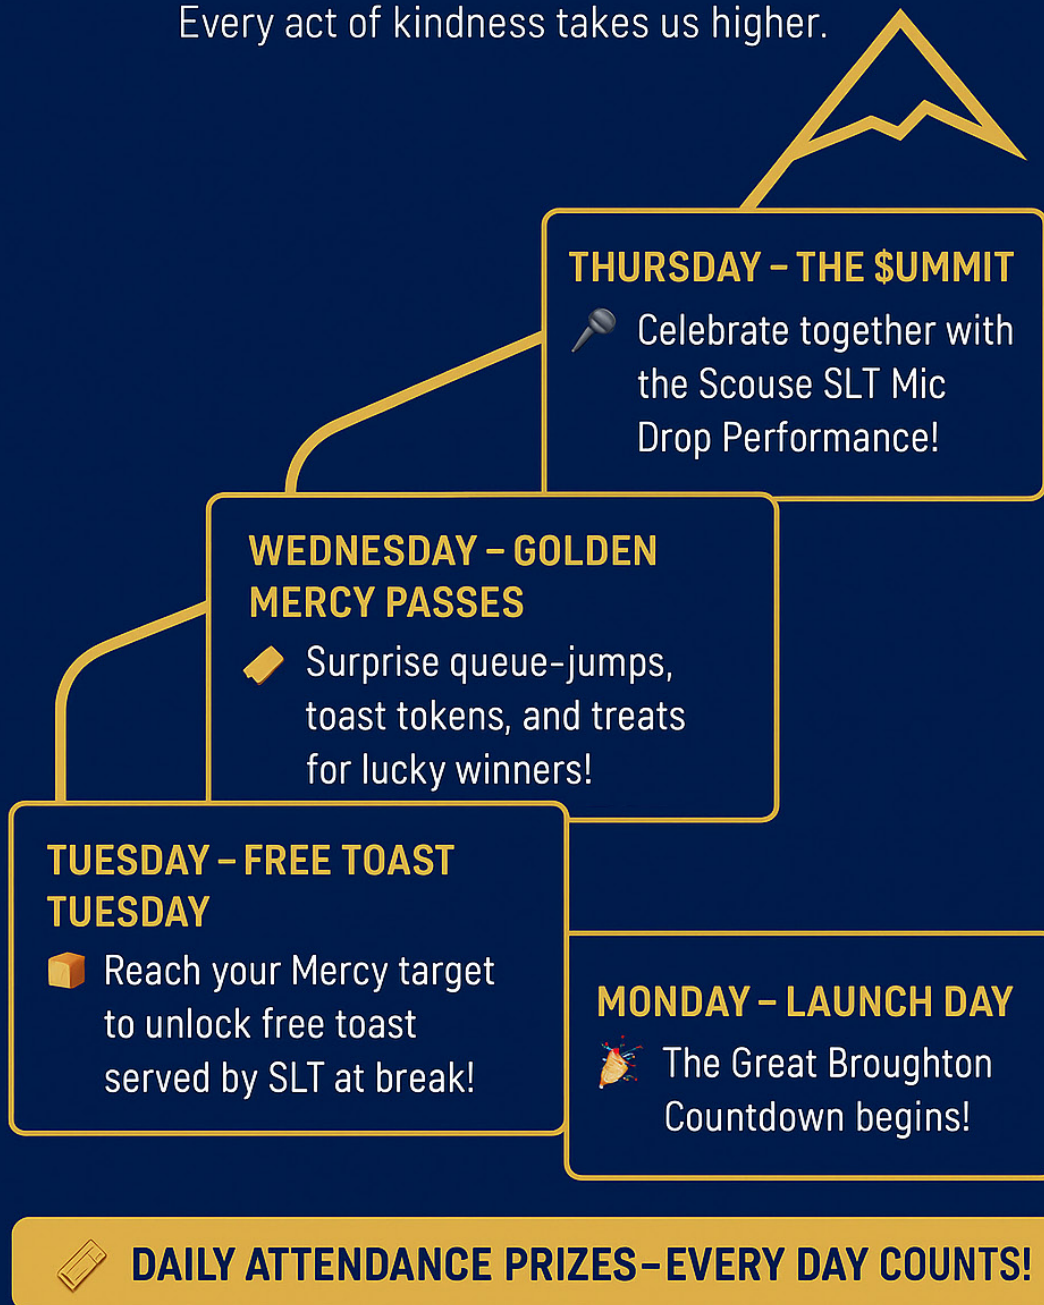 Every act of kindness takes us higher.
THURSDAY – THE $UMMIT
Celebrate together with
the Scouse SLT Mic
Drop Performance!
WEDNESDAY – GOLDEN
MERCY PASSES
Surprise queue-jumps,
toast tokens, and treats
for lucky winners!
TUESDAY – FREE TOAST
TUESDAY
Reach your Mercy target
to unlock free toast
served by SLT at break!
MONDAY – LAUNCH DAY
The Great Broughton
Countdown begins!
DAILY ATTENDANCE PRIZES–EVERY DAY COUNTS!